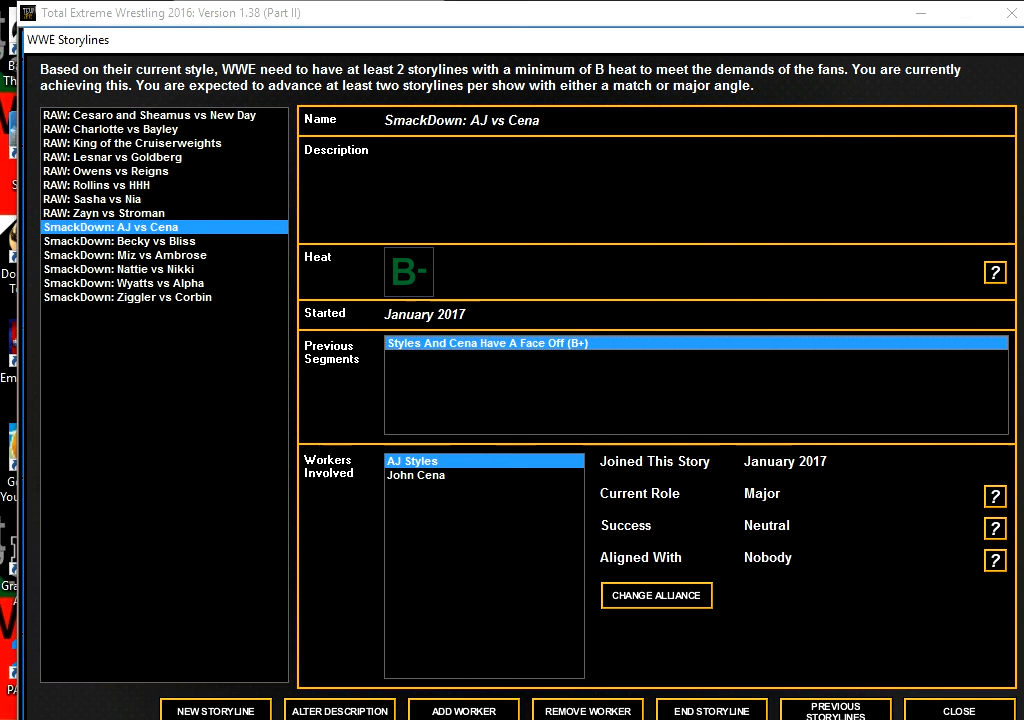 Total Extreme Wrestling 2016: Version 1.38 (Part II)
WWE Storylines
Based on their current style, WWE need to have at least 2 storylines with a minimum of B heat to meet the demands of the fans. You are currently
achieving this. You are expected to advance at least two storylines per show with either a match or major angle.
RAW: Cesaro and Sheamus vs New Day
RAW: Charlotte vs Bayley
RAW: King of the Cruiserweights
RAW: Lesnar vs Goldberg
RAW: Owens vs Reigns
RAW: Rollins vs HHH
RAW: Sasha vs Nia
RAW: Zayn vs Stroman
SmackDown: AJ vs Cena
SmackDown: Becky vs Bliss
SmackDown: Miz vs Ambrose
SmackDown: Nattie vs Nikki
SmackDown: Wyatts vs Alpha
SmackDown: Ziggler vs Corbin
Name SmackDown: AJ vs Cena
Description
Heat B- ?
Started January 2017
Previous
Segments
Styles And Cena Have A Face Off (B+)
Workers
Involved
AJ Styles
John Cena
Joined This Story January 2017
Current Role Major ?
Success Neutral ?
Aligned With Nobody ?
CHANGE ALLIANCE
NEW STORYLINE ALTER DESCRIPTION ADD WORKER REMOVE WORKER END STORYLINE PREVIOUS STORYLINES CLOSE